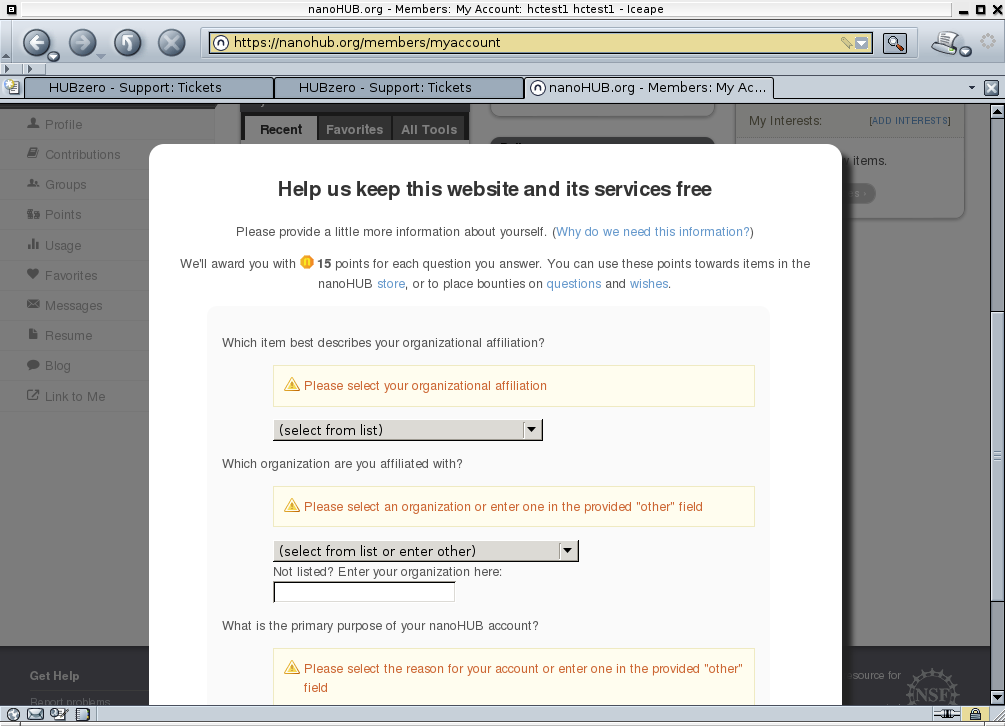 nanoHUB.org - Members: My Account: hctest1 hctest1 - Iceape
https://nanohub.org/members/myaccount
HUBzero - Support: Tickets
HUBzero - Support: Tickets
nanoHUB.org - Members: My Ac...
Profile
Contributions
Groups
Points
Usage
Favorites
Messages
Resume
Blog
Link to Me
Recent
Favorites
All Tools
My Interests:
[ADD INTERESTS]
items.
Help us keep this website and its services free
Please provide a little more information about yourself. (Why do we need this information?)
We'll award you with 15 points for each question you answer. You can use these points towards items in the
nanoHUB store, or to place bounties on questions and wishes.
Which item best describes your organizational affiliation?
Please select your organizational affiliation
(select from list)
Which organization are you affiliated with?
Please select an organization or enter one in the provided "other" field
(select from list or enter other)
Not listed? Enter your organization here:
What is the primary purpose of your nanoHUB account?
Please select the reason for your account or enter one in the provided "other"
field
Get Help
Report problems
esource for
NSF